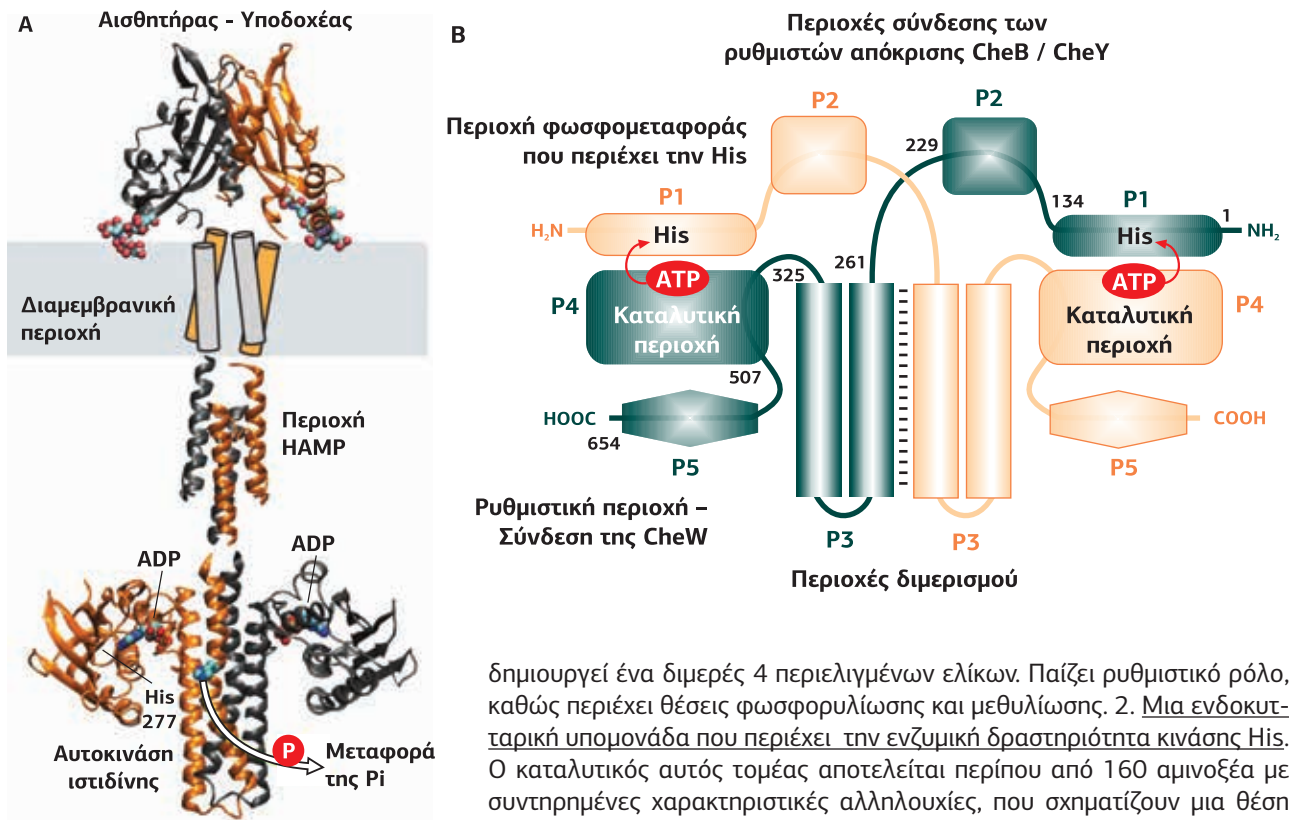 A
Αισθητήρας - Υποδοχέας
Διαμεμβρανική
περιοχή
Περιοχή
HAMP
ADP
ADP
His
277
Αυτοκινάση
ιστιδίνης
P
Μεταφορά
της Pi
B
Περιοχές σύνδεσης των
ρυθμιστών απόκρισης CheB / CheY
P2
P2
Περιοχή φωσφομεταφοράς
που περιέχει την His
229
134
P1
P1
1
H₂N
His
His
NH₂
ATP
325
261
ATP
P4
Καταλυτική
περιοχή
Καταλυτική
περιοχή
P4
507
HOOC
654
COOH
P5
P5
Ρυθμιστική περιοχή –
Σύνδεση της CheW
P3
P3
Περιοχές διμερισμού
δημιουργεί ένα διμερές 4 περιελιγμένων ελίκων. Παίζει ρυθμιστικό ρόλο,
καθώς περιέχει θέσεις φωσφορυλίωσης και μεθυλίωσης. 2. Μια ενδοκυτ-
ταρική υπομονάδα που περιέχει την ενζυμική δραστηριότητα κινάσης His.
Ο καταλυτικός αυτός τομέας αποτελείται περίπου από 160 αμινοξέα με
συντηρημένες χαρακτηριστικές αλληλουχίες, που σχηματίζουν μια θέση